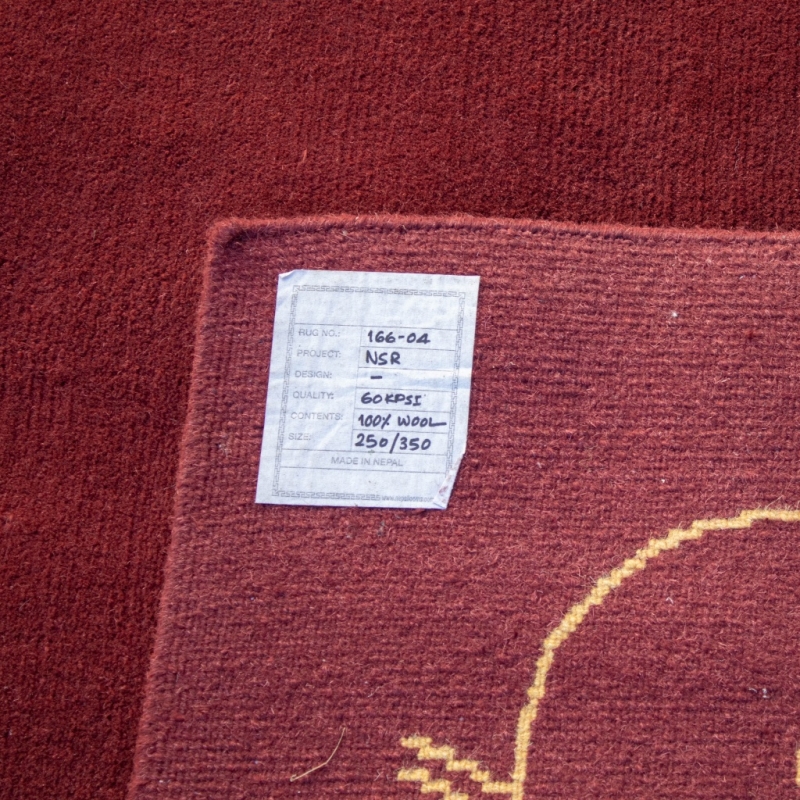 RUG NO.: 166-04
PROJECT: NSR
DESIGN: —
QUALITY: 60KPSI
CONTENTS: 100% WOOL
SIZE: 250/350
MADE IN NEPAL